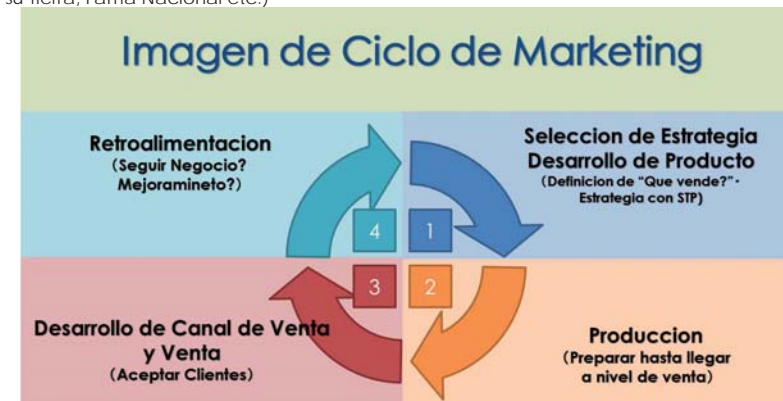 Imagen de Ciclo de Marketing
Retroalimentacion
(Seguir Negocio?
Mejoramineto?)
Seleccion de Estrategia
Desarrollo de Producto
(Definicion de "Que vende?"-
Estrategia con STP)
4
1
3
2
Desarrollo de Canal de Venta
y Venta
(Aceptar Clientes)
Produccion
(Preparar hasta llegar
a nivel de venta)